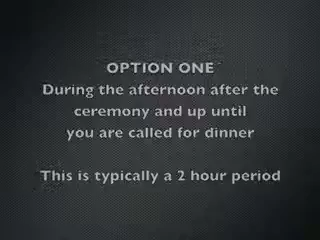 OPTION ONE
During the afternoon after the
ceremony and up until
you are called for dinner
This is typically a 2 hour period